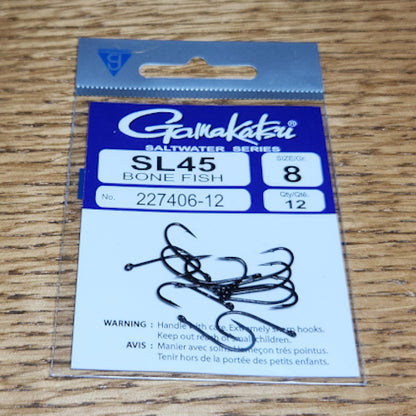 G
Gamakatsu
SALTWATER SERIES
SL45
BONE FISH
SIZE/Gr.
8
No. 227406-12
Qty/Qté.
12
WARNING : Handle with care. Extremely sharp hooks.
Keep out reach of small children.
AVIS : Manier avec soin. Hameçon trés pointus.
Tenir hors de la portée des petits enfants.